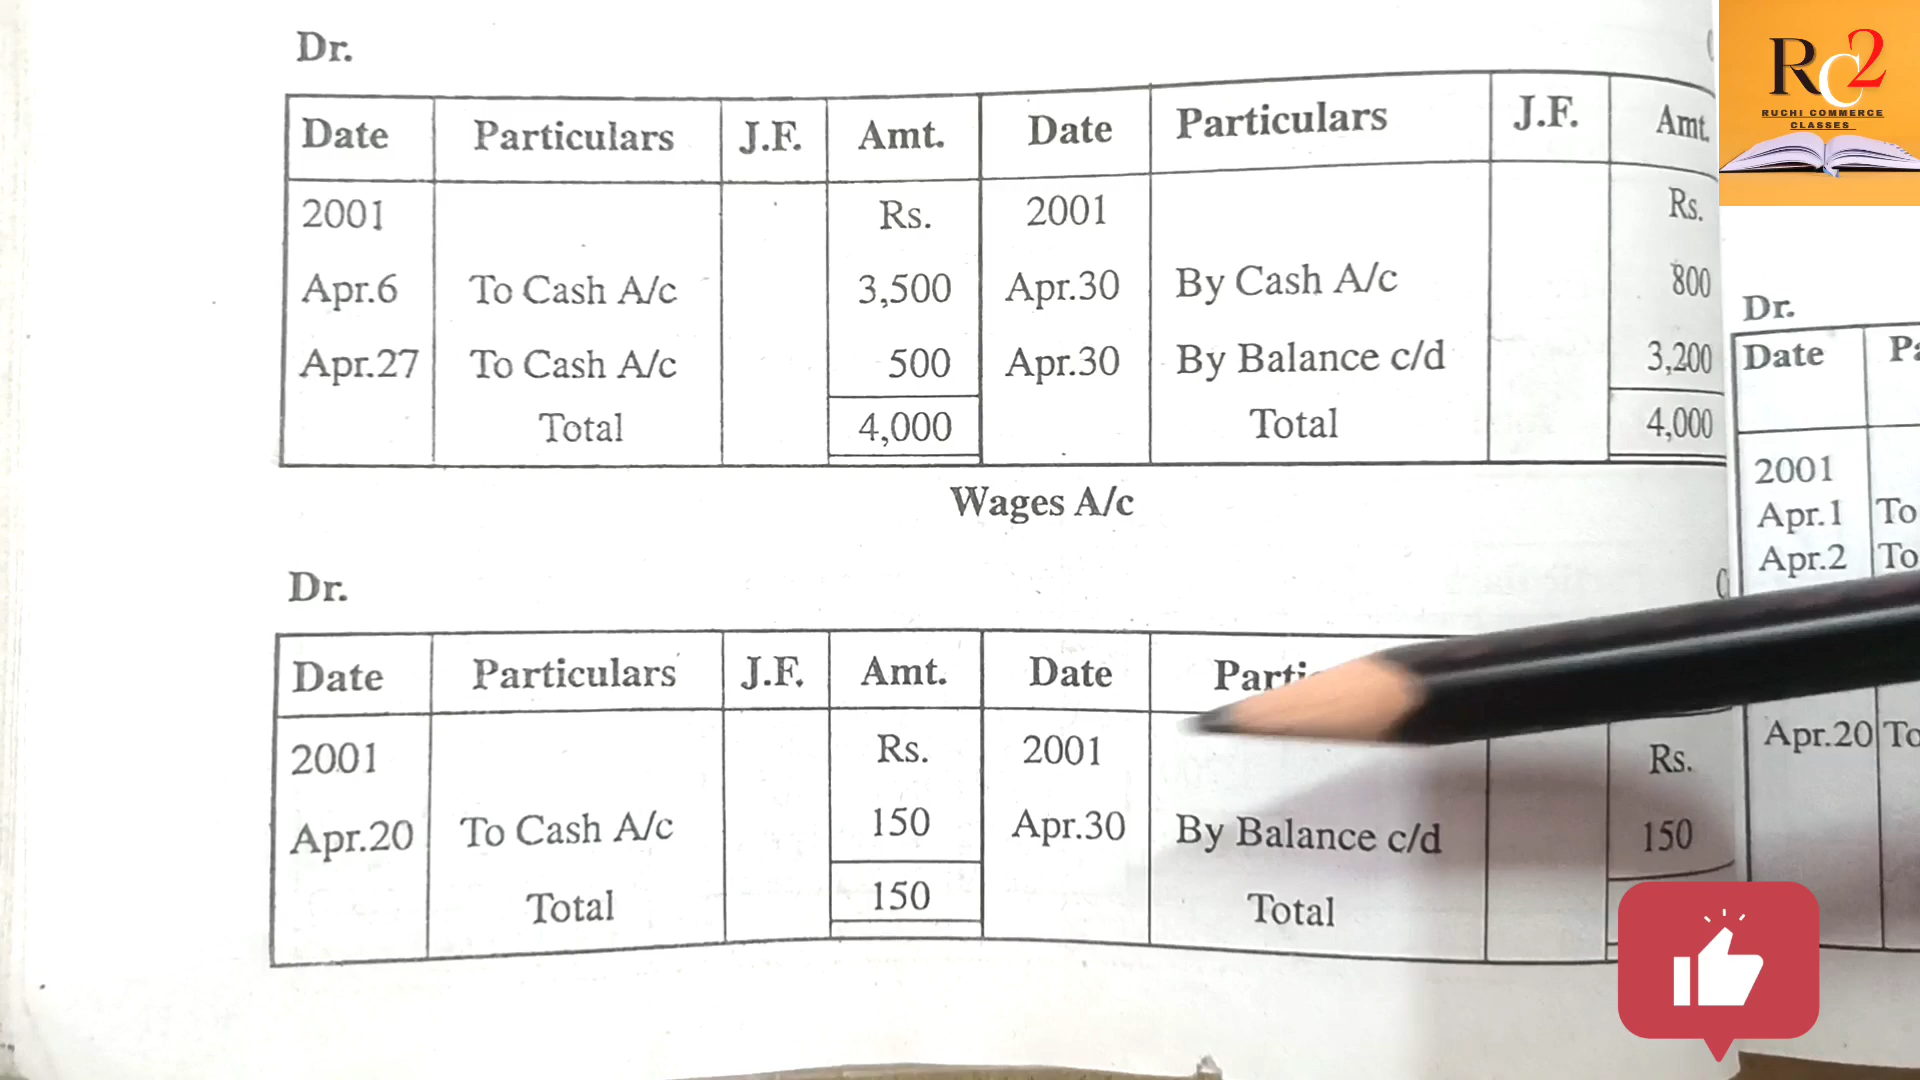 RC2
RUCHI COMMERCE
CLASSES
Dr.
Date Particulars J.F. Amt. Date Particulars J.F. Amt.
2001 Rs. 2001 Rs.
Apr.6 To Cash A/c 3,500 Apr.30 By Cash A/c 800
Apr.27 To Cash A/c 500 Apr.30 By Balance c/d 3,200
Total 4,000 Total 4,000
Wages A/c
Dr.
Date Particulars J.F. Amt. Date
2001 Rs. 2001 Rs.
Apr.20 To Cash A/c 150 Apr.30 By Balance c/d 150
Total 150 Total
Dr.
Date
2001
Apr.1 To
Apr.2 To
Apr.20 To